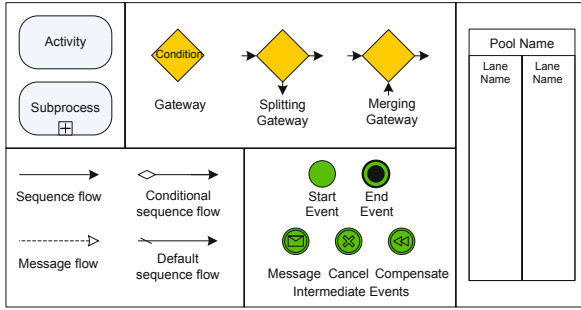 Activity
Subprocess
Condition
Gateway
Splitting
Gateway
Merging
Gateway
Pool Name
Lane
Name
Lane
Name
Sequence flow
Conditional
sequence flow
Message flow
Default
sequence flow
Start
Event
End
Event
Message Cancel Compensate
Intermediate Events